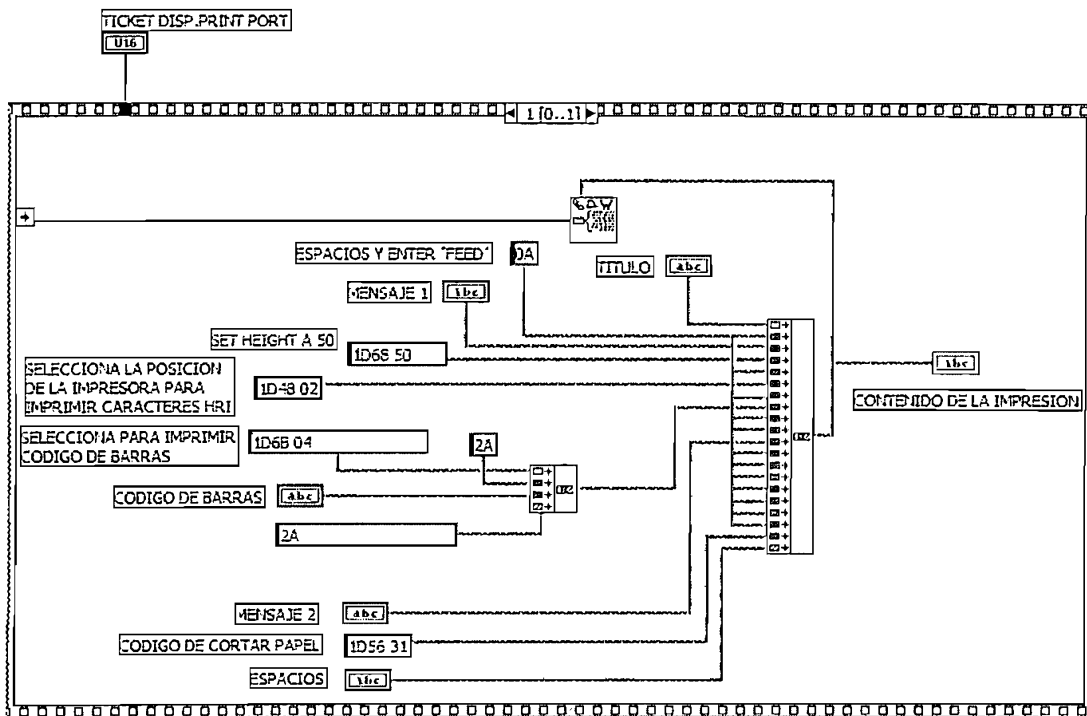 TICKET DISP.PRINT PORT
U16
1 [0..1]
ESPACIOS Y ENTER "FEED"
0A
TITULO
abc
MENSAJE 1
abc
SET HEIGHT A 50
1D68 50
SELECCIONA LA POSICION
DE LA IMPRESORA PARA
IMPRIMIR CARACTERES HRI
1D48 02
abc
CONTENIDO DE LA IMPRESION
SELECCIONA PARA IMPRIMIR
CODIGO DE BARRAS
1D6B 04
2A
CODIGO DE BARRAS
abc
2A
MENSAJE 2
abc
CODIGO DE CORTAR PAPEL
1D56 31
ESPACIOS
abc